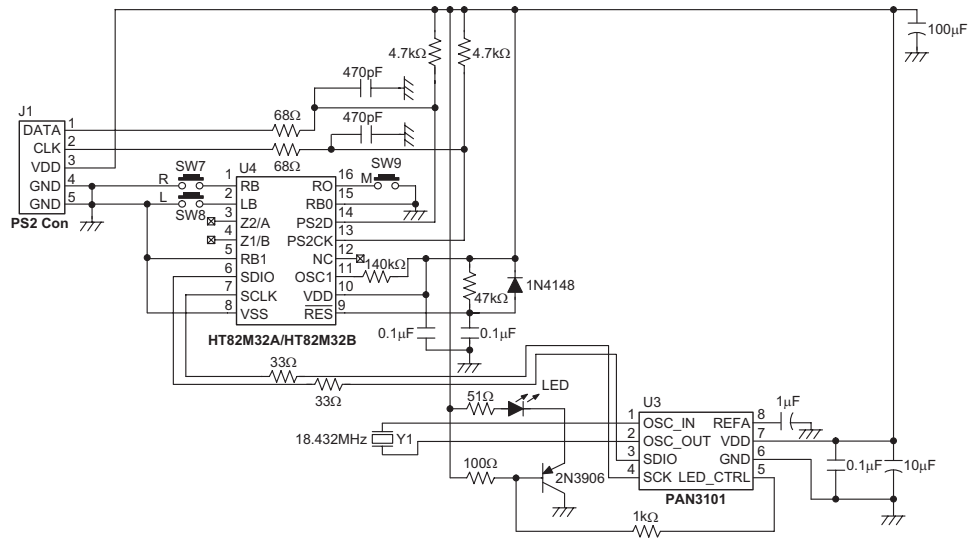 100µF
4.7kΩ
4.7kΩ
470pF
470pF
68Ω
68Ω
J1
DATA 1
CLK 2
VDD 3
GND 4
GND 5
PS2 Con
R
SW7
L
SW8
U4
SW9
M
1 RB
2 LB
3 Z2/A
4 Z1/B
5 RB1
6 SDIO
7 SCLK
8 VSS
RO 16
RB0 15
PS2D 14
PS2CK 13
NC 12
OSC1 11
VDD 10
RES 9
HT82M32A/HT82M32B
140kΩ
47kΩ
1N4148
0.1µF
0.1µF
33Ω
33Ω
51Ω
LED
18.432MHz
Y1
100Ω
2N3906
1kΩ
U3
1 OSC_IN
2 OSC_OUT
3 SDIO
4 SCK
REFA 8
VDD 7
GND 6
LED_CTRL 5
PAN3101
1µF
0.1µF
10µF